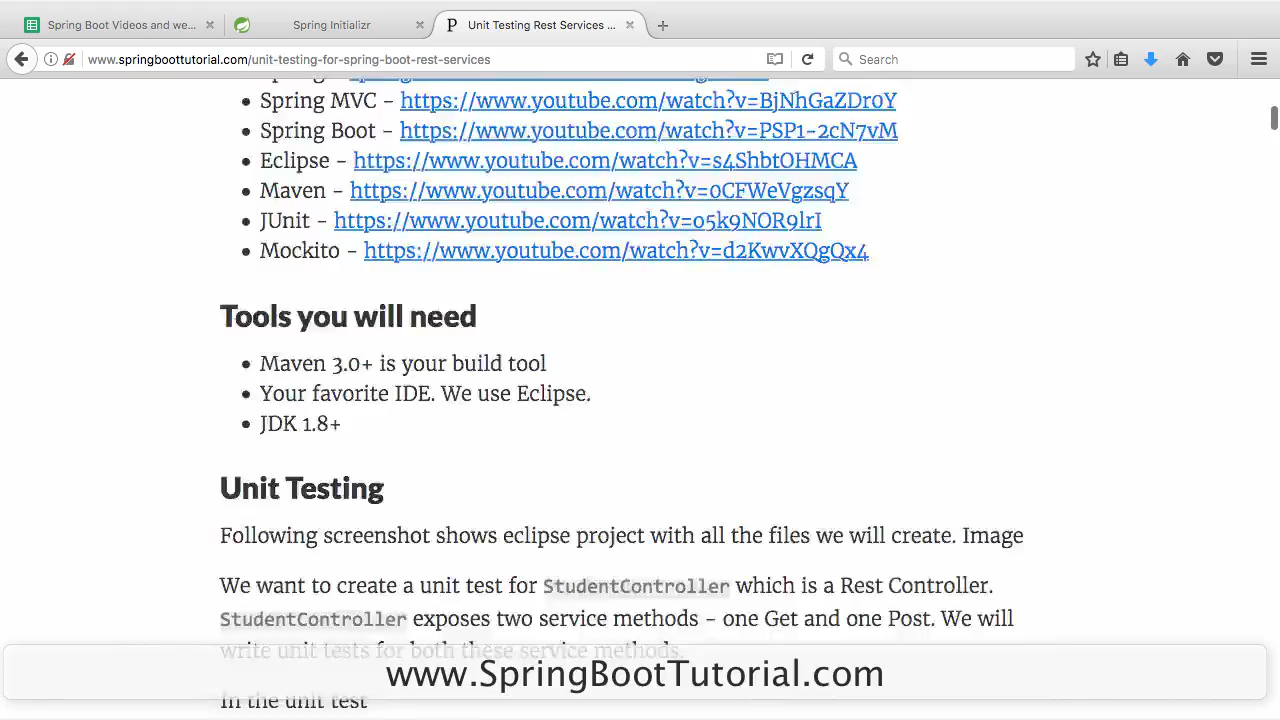 Spring Boot Videos and we...
Spring Initializr
P Unit Testing Rest Services ...
www.springboottutorial.com/unit-testing-for-spring-boot-rest-services
Search
Spring MVC – https://www.youtube.com/watch?v=BjNhGaZDr0Y
Spring Boot – https://www.youtube.com/watch?v=PSP1-2cN7vM
Eclipse – https://www.youtube.com/watch?v=s4ShbtOHMCA
Maven – https://www.youtube.com/watch?v=0CFWeVgzsqY
JUnit – https://www.youtube.com/watch?v=o5k9NOR9lrI
Mockito – https://www.youtube.com/watch?v=d2KwvXQgQx4
Tools you will need
Maven 3.0+ is your build tool
Your favorite IDE. We use Eclipse.
JDK 1.8+
Unit Testing
Following screenshot shows eclipse project with all the files we will create. Image
We want to create a unit test for StudentController which is a Rest Controller.
StudentController exposes two service methods – one Get and one Post. We will
write unit tests for both these service methods.
www.SpringBootTutorial.com
In the unit test